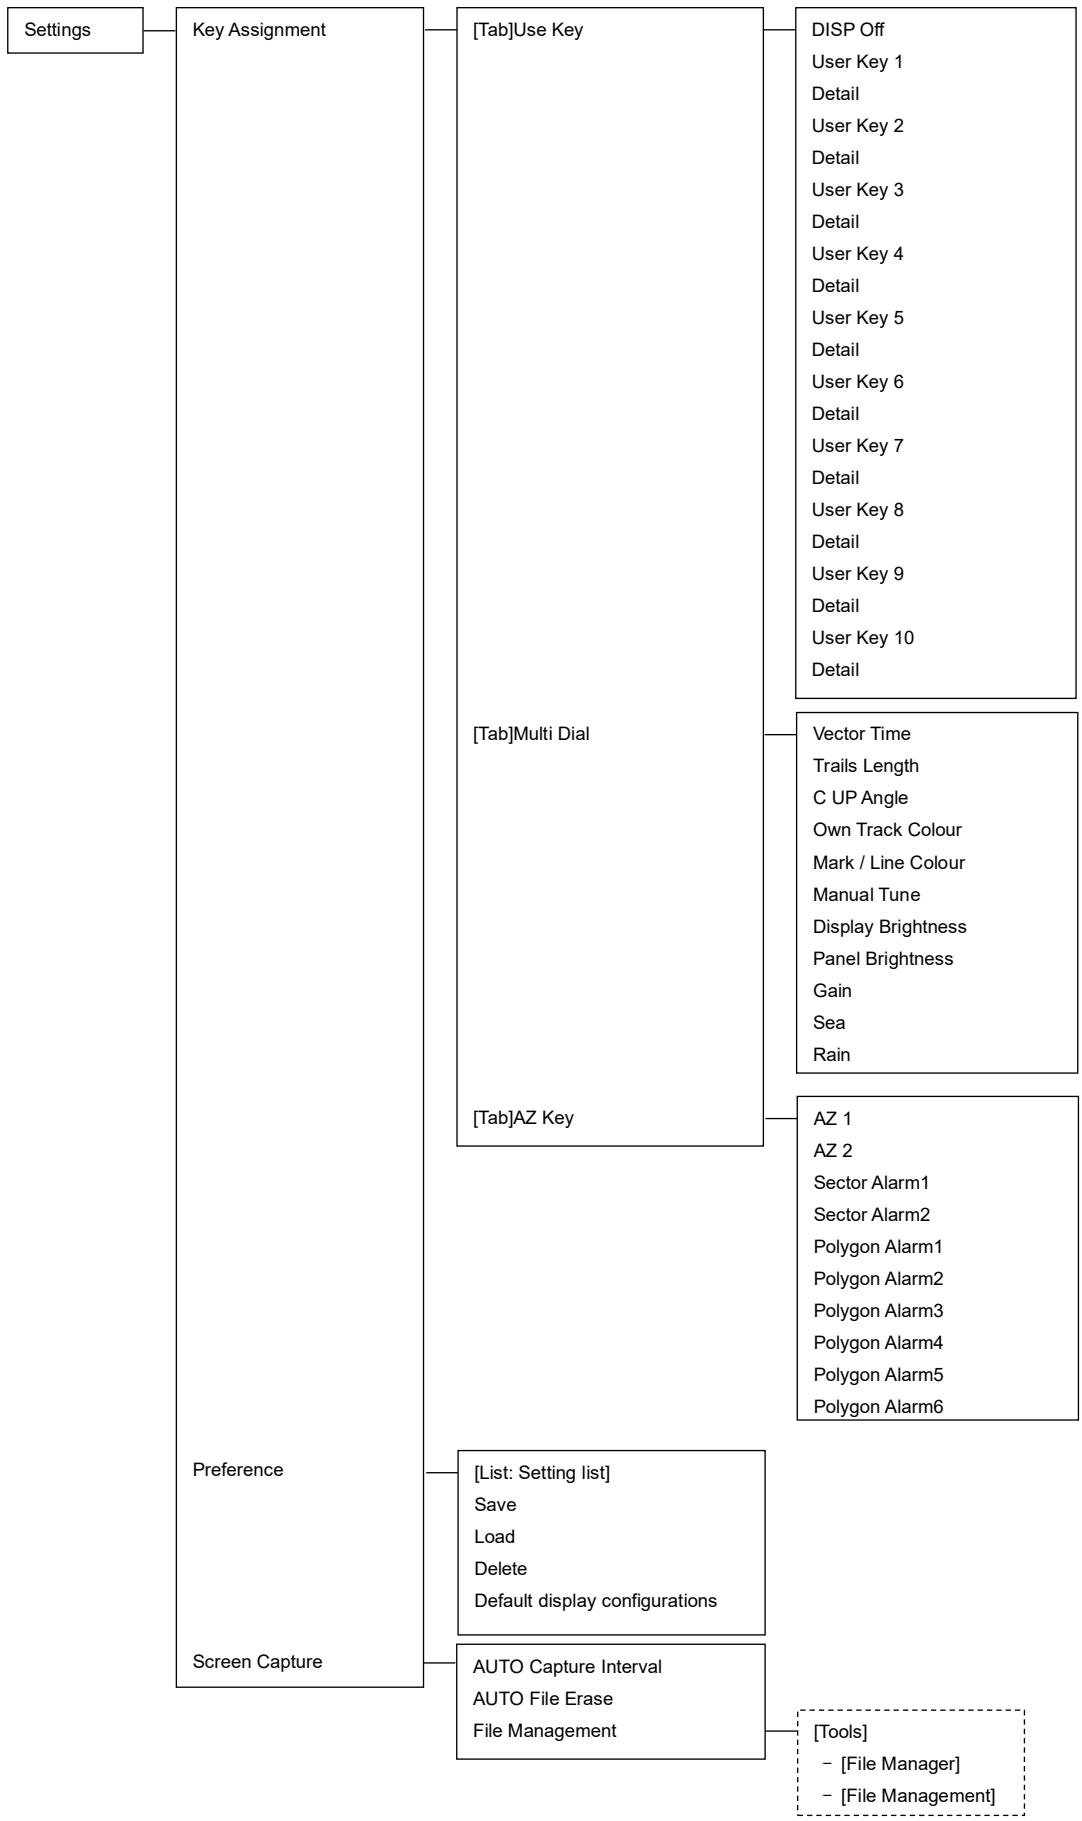 Settings
Key Assignment
[Tab]Use Key
DISP Off
User Key 1
Detail
User Key 2
Detail
User Key 3
Detail
User Key 4
Detail
User Key 5
Detail
User Key 6
Detail
User Key 7
Detail
User Key 8
Detail
User Key 9
Detail
User Key 10
Detail
[Tab]Multi Dial
Vector Time
Trails Length
C UP Angle
Own Track Colour
Mark / Line Colour
Manual Tune
Display Brightness
Panel Brightness
Gain
Sea
Rain
[Tab]AZ Key
AZ 1
AZ 2
Sector Alarm1
Sector Alarm2
Polygon Alarm1
Polygon Alarm2
Polygon Alarm3
Polygon Alarm4
Polygon Alarm5
Polygon Alarm6
Preference
[List: Setting list]
Save
Load
Delete
Default display configurations
Screen Capture
AUTO Capture Interval
AUTO File Erase
File Management
[Tools]
− [File Manager]
− [File Management]